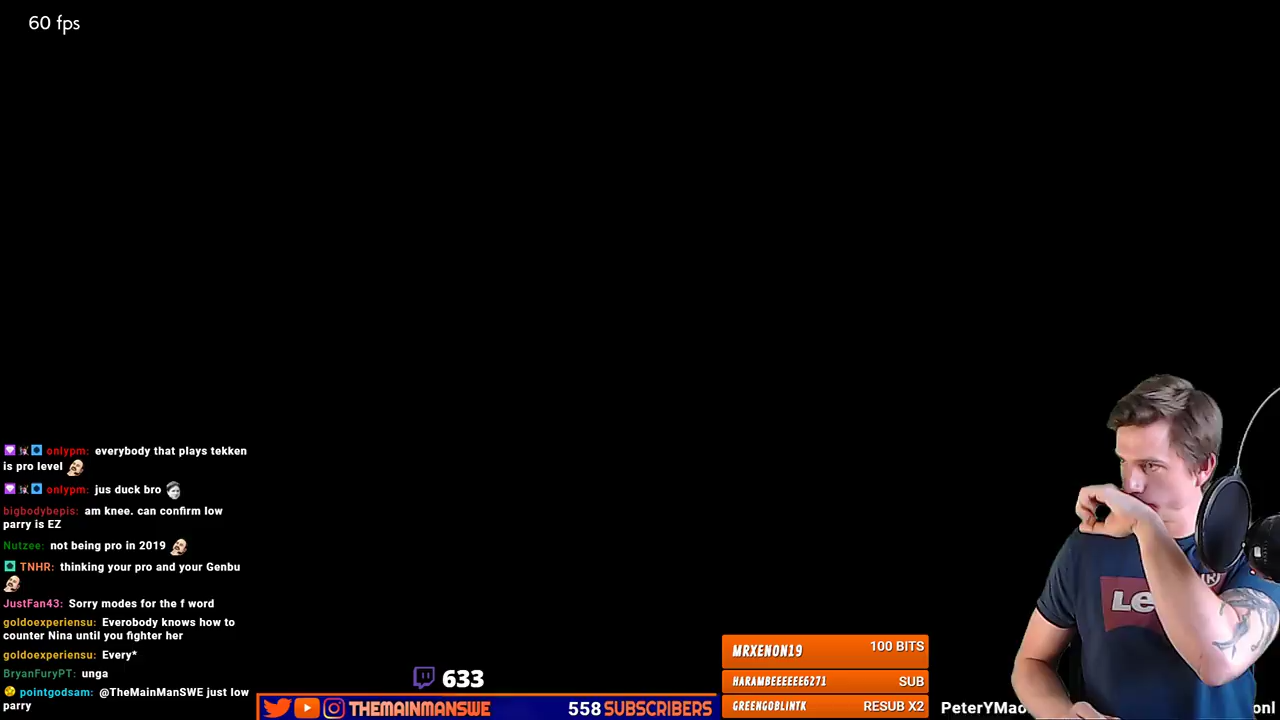 60 fps
onlypm: everybody that plays tekken
is pro level
onlypm: jus duck bro
bigbodybepis: am knee. can confirm low
parry is EZ
Nutzee: not being pro in 2019
TNHR: thinking your pro and your Genbu
JustFan43: Sorry modes for the f word
goldoexperiensu: Everobody knows how to
counter Nina until you fighter her
goldoexperiensu: Every*
BryanFuryPT: unga
pointgodsam: @TheMainManSWE just low
parry
633
THEMAINMANSWE 558 SUBSCRIBERS
MRXENON19 100 BITS
HARAMBEEEEEE6271 SUB
GREENGOBLINTK RESUB X2
PeterYMao
onl
Le